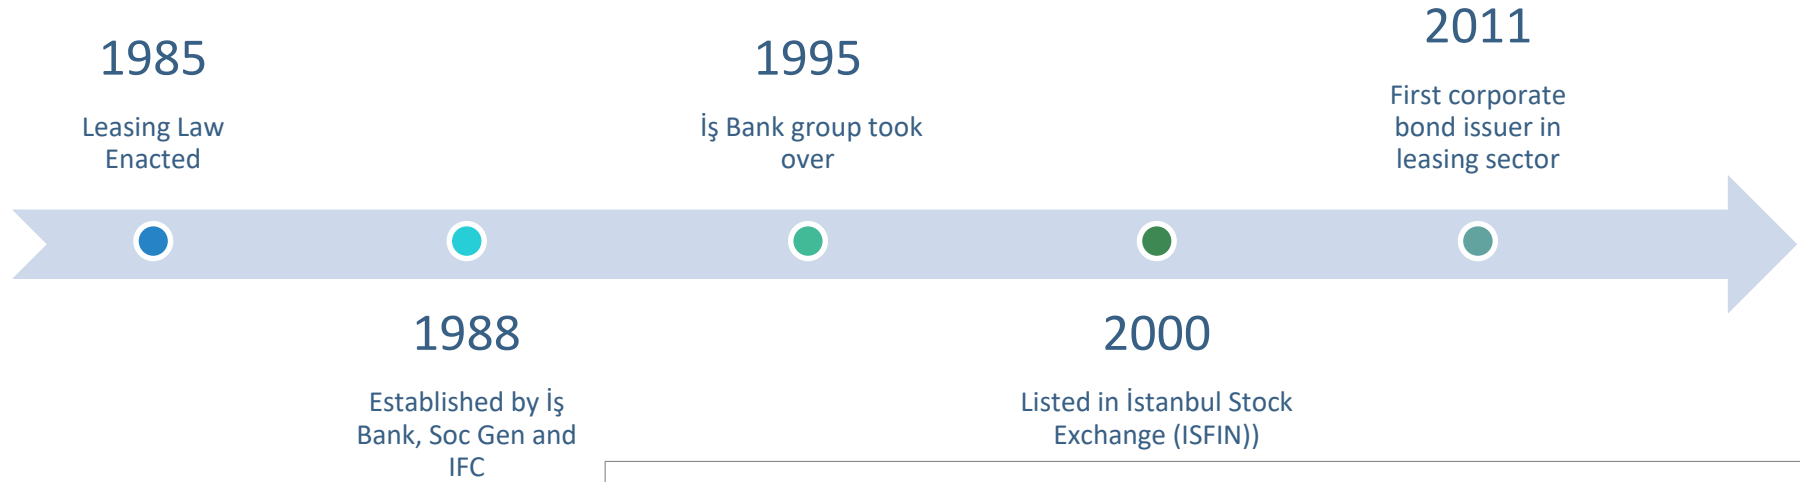 1985
Leasing Law
Enacted
1988
Established by İş
Bank, Soc Gen and
IFC
1995
İş Bank group took
over
2000
Listed in İstanbul Stock
Exchange (ISFIN))
2011
First corporate
bond issuer in
leasing sector